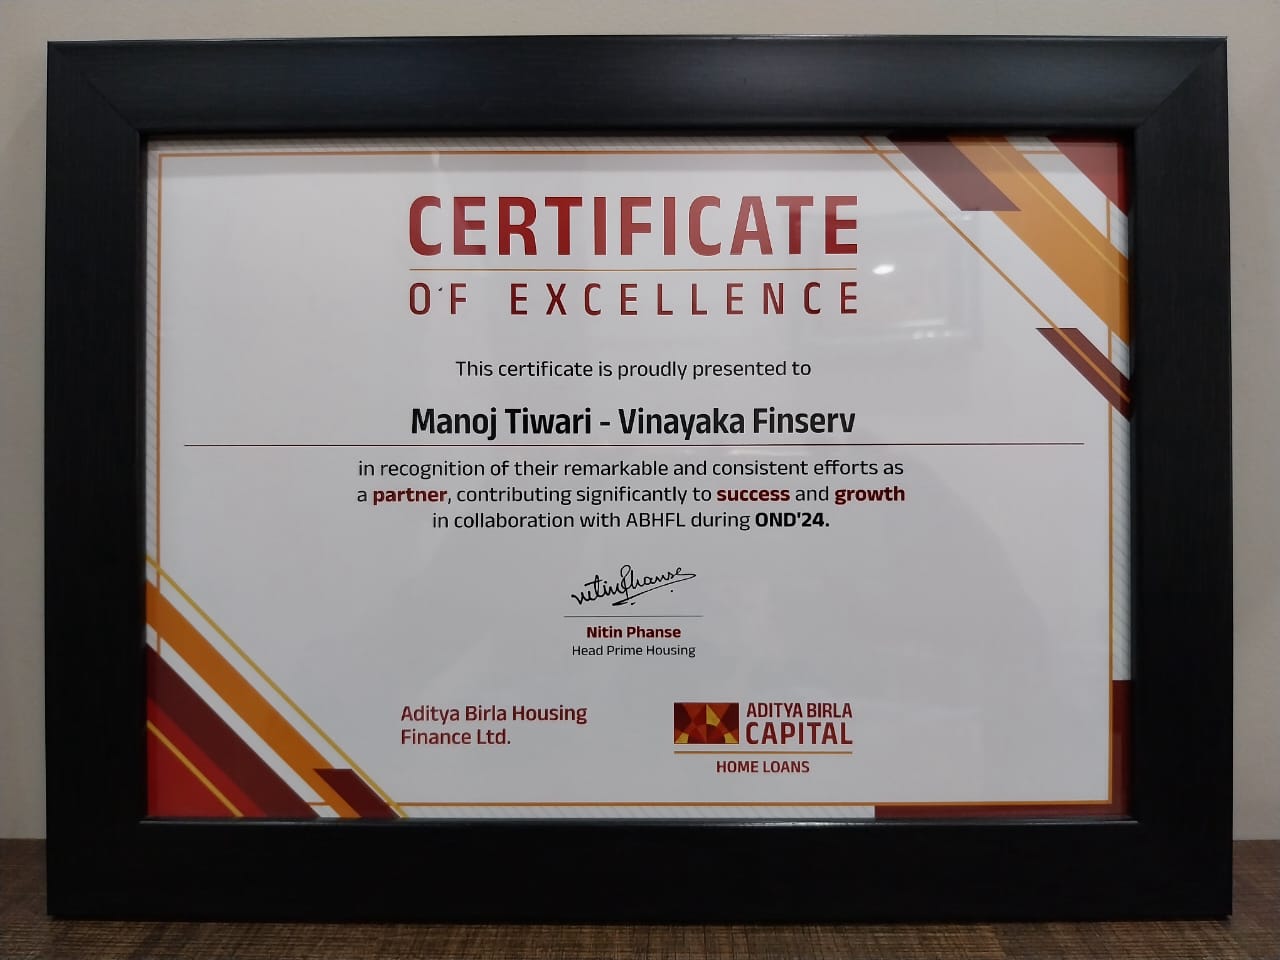 CERTIFICATE
OF EXCELLENCE
This certificate is proudly presented to
Manoj Tiwari - Vinayaka Finserv
in recognition of their remarkable and consistent efforts as
a partner, contributing significantly to success and growth
in collaboration with ABHFL during OND'24.
nitinphanse
Nitin Phanse
Head Prime Housing
Aditya Birla Housing
Finance Ltd.
ADITYA BIRLA
CAPITAL
HOME LOANS